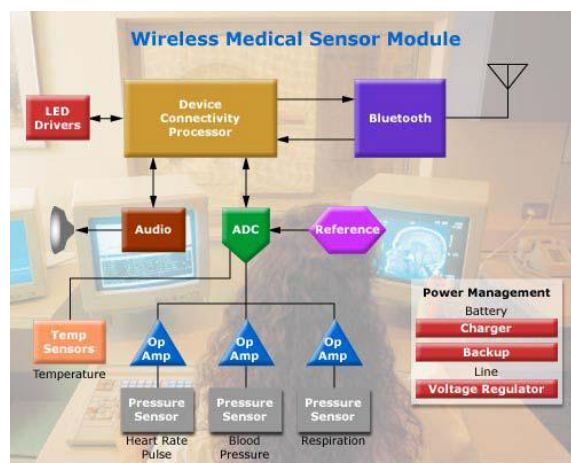 Wireless Medical Sensor Module
LED
Drivers
Device
Connectivity
Processor
Bluetooth
Audio
ADC
Reference
Temp
Sensors
Temperature
Op
Amp
Op
Amp
Op
Amp
Pressure
Sensor
Pressure
Sensor
Pressure
Sensor
Heart Rate
Pulse
Blood
Pressure
Respiration
Power Management
Battery
Charger
Backup
Line
Voltage Regulator